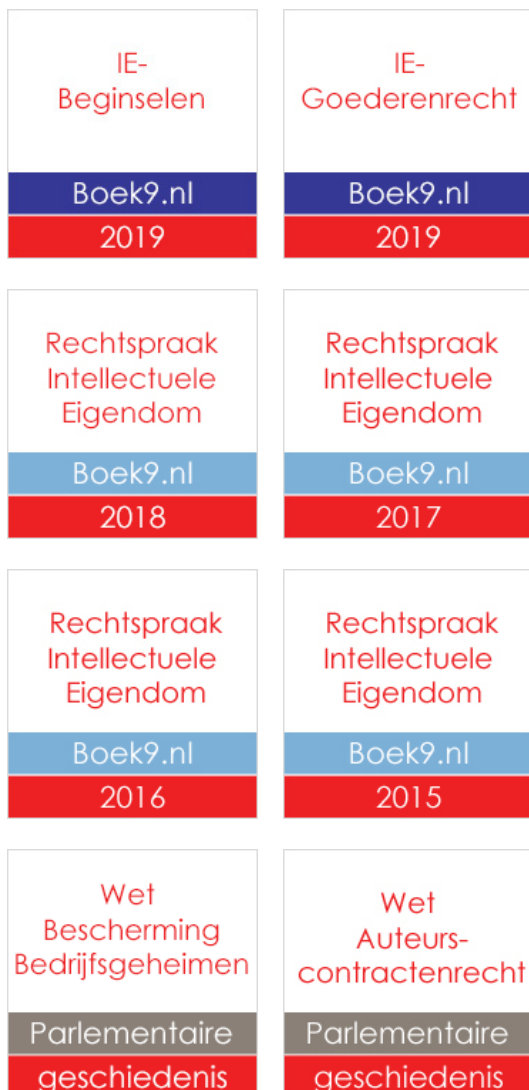 IE-
Beginselen
Boek9.nl
2019
IE-
Goederenrecht
Boek9.nl
2019
Rechtspraak
Intellectuele
Eigendom
Boek9.nl
2018
Rechtspraak
Intellectuele
Eigendom
Boek9.nl
2017
Rechtspraak
Intellectuele
Eigendom
Boek9.nl
2016
Rechtspraak
Intellectuele
Eigendom
Boek9.nl
2015
Wet
Bescherming
Bedrijfsgeheimen
Parlementaire
geschiedenis
Wet
Auteurs-
contractenrecht
Parlementaire
geschiedenis